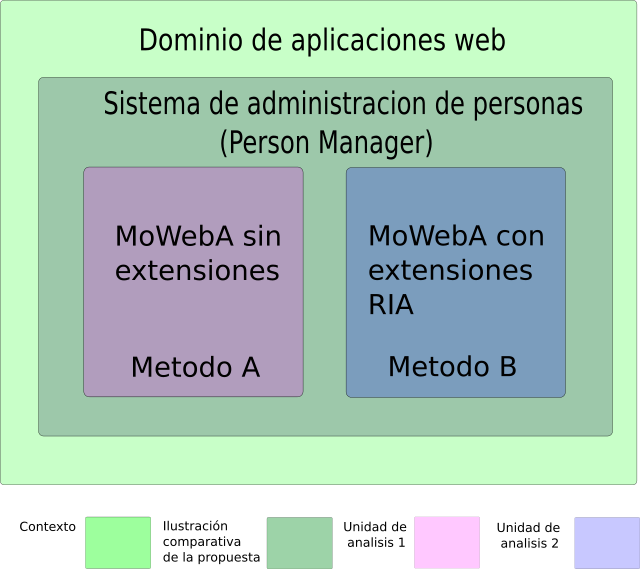 Dominio de aplicaciones web
Sistema de administracion de personas
(Person Manager)
MoWebA sin
extensiones
Metodo A
MoWebA con
extensiones
RIA
Metodo B
Contexto
Ilustración
comparativa
de la propuesta
Unidad de
analisis 1
Unidad de
analisis 2